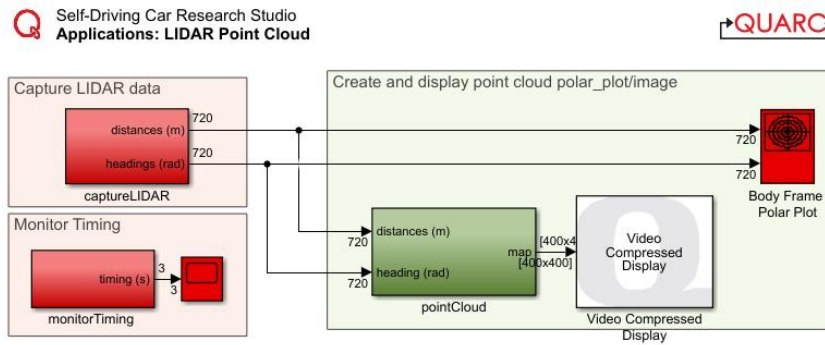 Self-Driving Car Research Studio
Applications: LIDAR Point Cloud
QUARC
Capture LIDAR data
distances (m)
720
headings (rad)
720
captureLIDAR
Monitor Timing
timing (s)
3
3
monitorTiming
Create and display point cloud polar_plot/image
720
720
Body Frame
Polar Plot
720
distances (m)
720
heading (rad)
map
[400x4
[400x400]
pointCloud
Video
Compressed
Display
Video Compressed
Display